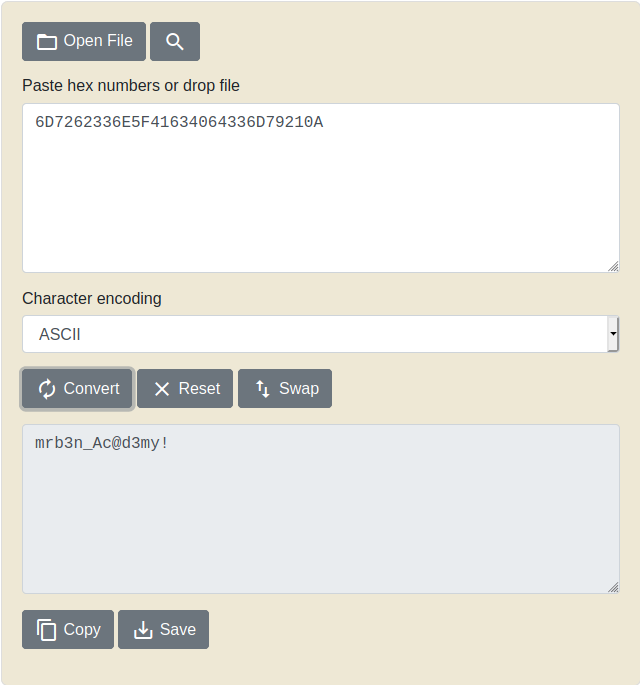 Open File
Paste hex numbers or drop file
6D7262336E5F41634064336D79210A
Character encoding
ASCII
Convert Reset Swap
mrb3n_Ac@d3my!
Copy Save